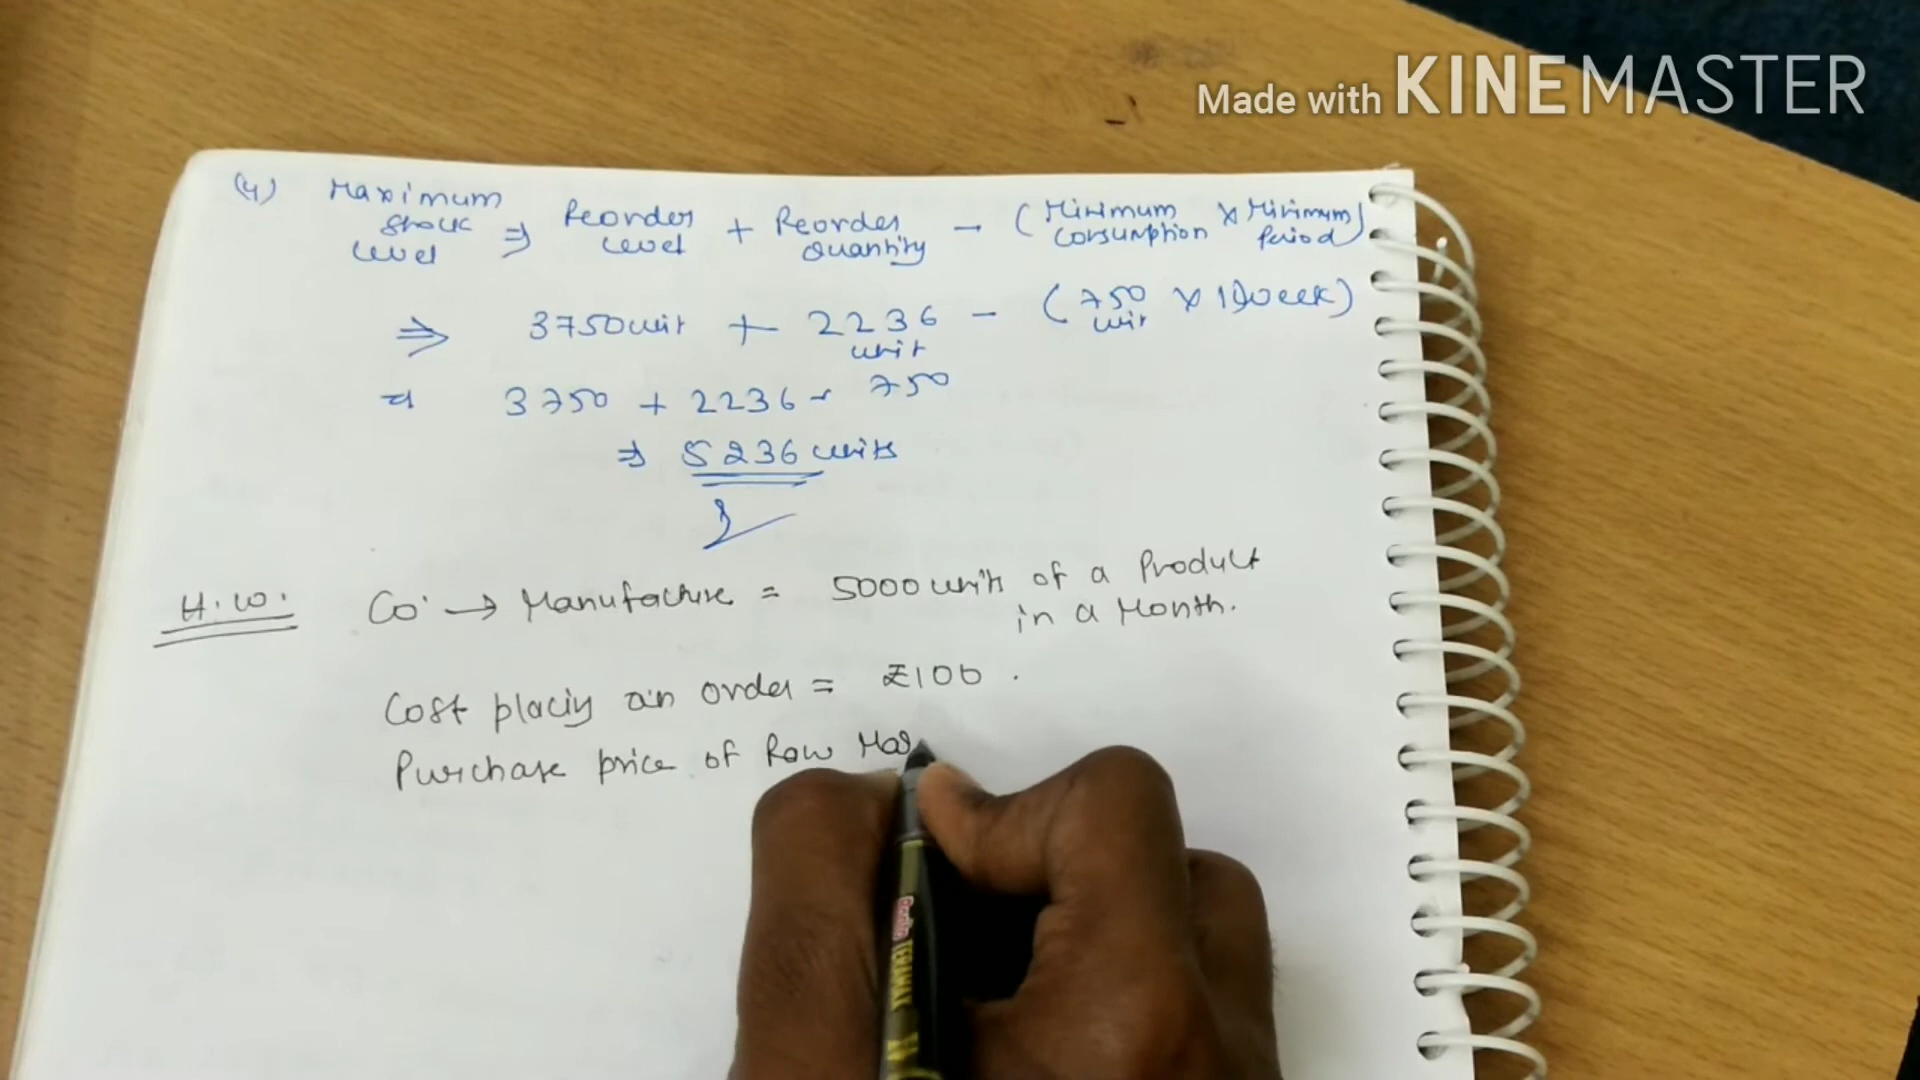 Made with KINEMASTER
(4) Maximum Stock Level ⇒ Reorder Level + Reorder Quantity - (Minimum Consumption × Minimum Period)
⇒ 3750 unit + 2236 unit - (750 unit × 1 week)
⇒ 3750 + 2236 - 750
⇒ 5236 units
H.W. Co. → Manufacture = 5000 units of a Product
in a Month.
Cost placing an order = ₹100.
Purchase price of Raw Mat